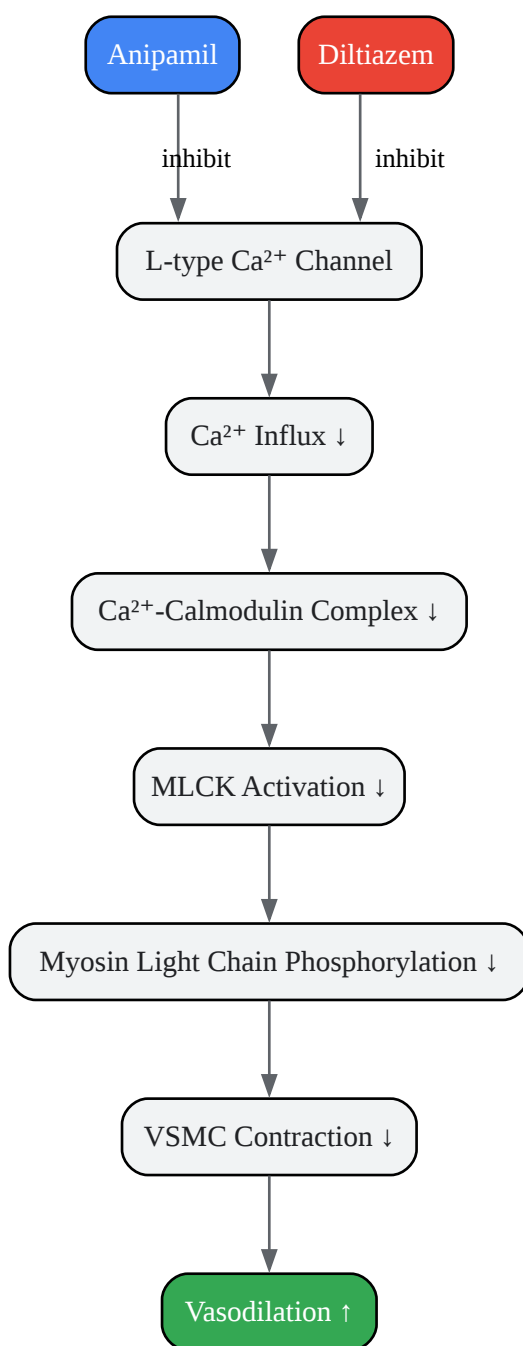 Anipamil
Diltiazem
inhibit
inhibit
L-type Ca²⁺ Channel
Ca²⁺ Influx ↓
Ca²⁺-Calmodulin Complex ↓
MLCK Activation ↓
Myosin Light Chain Phosphorylation ↓
VSMC Contraction ↓
Vasodilation ↑